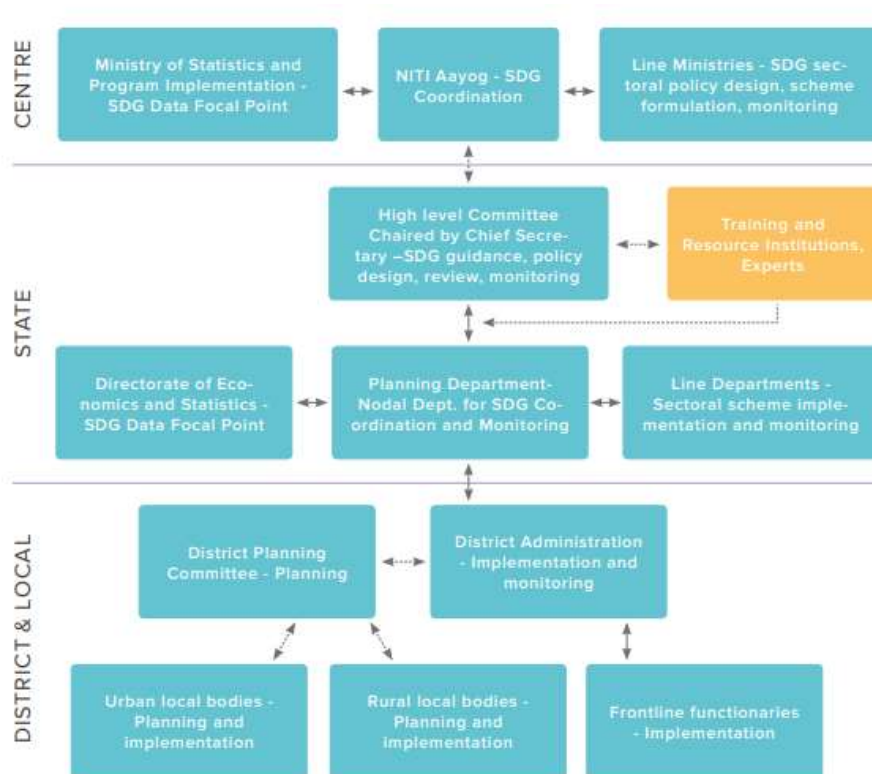 CENTRE
Ministry of Statistics and
Program Implementation -
SDG Data Focal Point
NITI Aayog - SDG
Coordination
Line Ministries - SDG sec-
toral policy design, scheme
formulation, monitoring
STATE
High level Committee
Chaired by Chief Secre-
tary –SDG guidance, policy
design, review, monitoring
Training and
Resource Institutions,
Experts
Directorate of Eco-
nomics and Statistics -
SDG Data Focal Point
Planning Department-
Nodal Dept. for SDG Co-
ordination and Monitoring
Line Departments -
Sectoral scheme imple-
mentation and monitoring
DISTRICT & LOCAL
District Planning
Committee - Planning
District Administration
- Implementation and
monitoring
Urban local bodies -
Planning and
implementation
Rural local bodies -
Planning and
implementation
Frontline functionaries
- Implementation